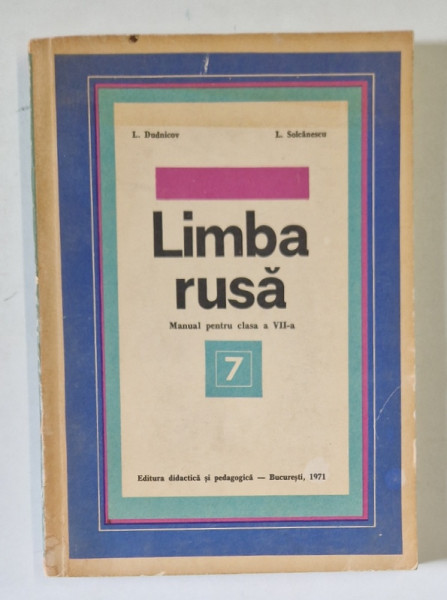 L. Dudnicov L. Solcănescu
Limba
rusă
Manual pentru clasa a VII-a
7
Editura didactică și pedagogică — București, 1971